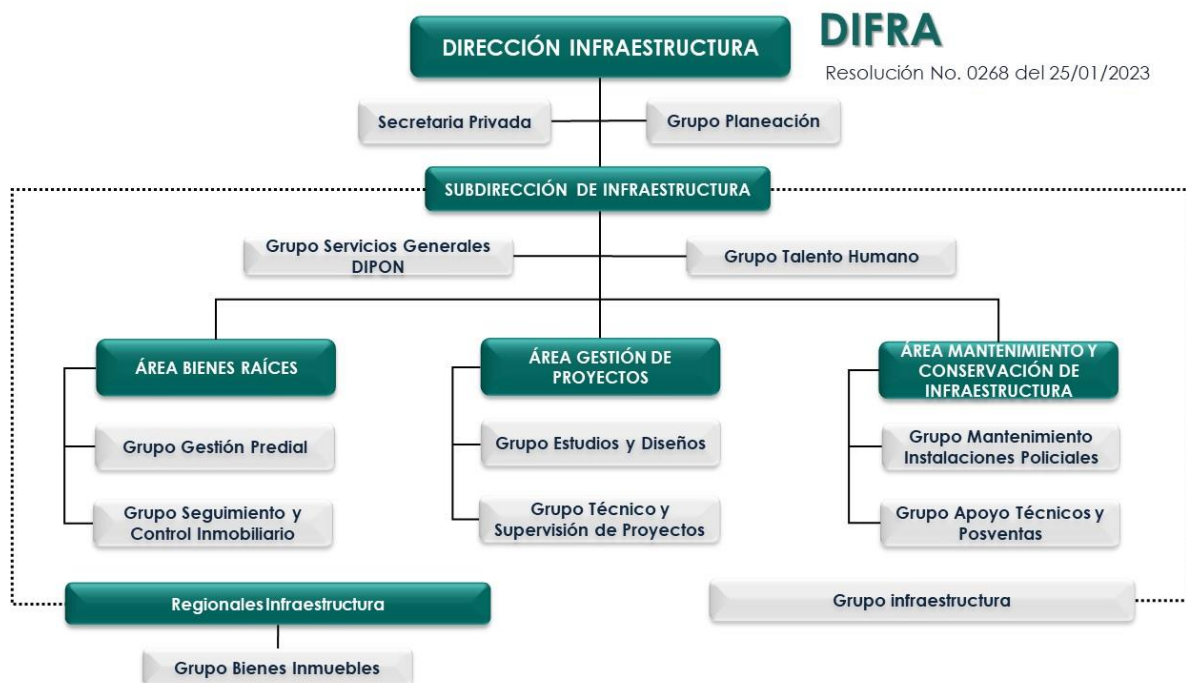 DIRECCIÓN INFRAESTRUCTURA
DIFRA
Resolución No. 0268 del 25/01/2023
Secretaria Privada
Grupo Planeación
SUBDIRECCIÓN DE INFRAESTRUCTURA
Grupo Servicios Generales
DIPON
Grupo Talento Humano
ÁREA BIENES RAÍCES
ÁREA GESTIÓN DE
PROYECTOS
ÁREA MANTENIMIENTO Y
CONSERVACIÓN DE
INFRAESTRUCTURA
Grupo Gestión Predial
Grupo Estudios y Diseños
Grupo Mantenimiento
Instalaciones Policiales
Grupo Seguimiento y
Control Inmobiliario
Grupo Técnico y
Supervisión de Proyectos
Grupo Apoyo Técnicos y
Posventas
RegionalesInfraestructura
Grupo infraestructura
Grupo Bienes Inmuebles